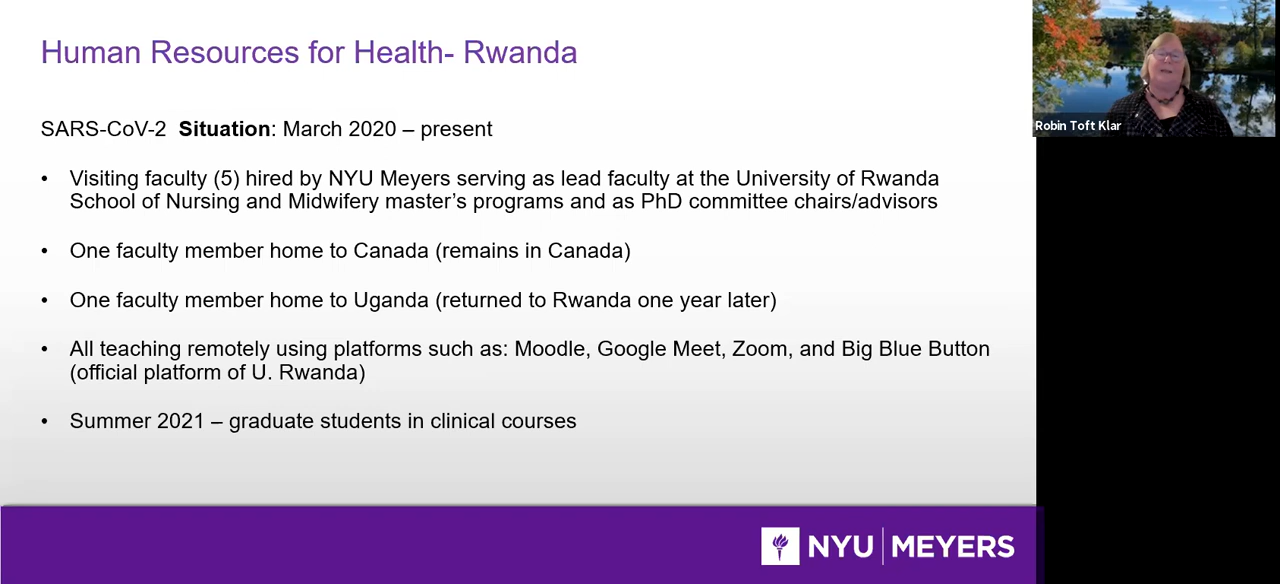 Human Resources for Health- Rwanda
SARS-CoV-2 Situation: March 2020 – present
• Visiting faculty (5) hired by NYU Meyers serving as lead faculty at the University of Rwanda
School of Nursing and Midwifery master’s programs and as PhD committee chairs/advisors
• One faculty member home to Canada (remains in Canada)
• One faculty member home to Uganda (returned to Rwanda one year later)
• All teaching remotely using platforms such as: Moodle, Google Meet, Zoom, and Big Blue Button
(official platform of U. Rwanda)
• Summer 2021 – graduate students in clinical courses
NYU MEYERS
Robin Toft Klar